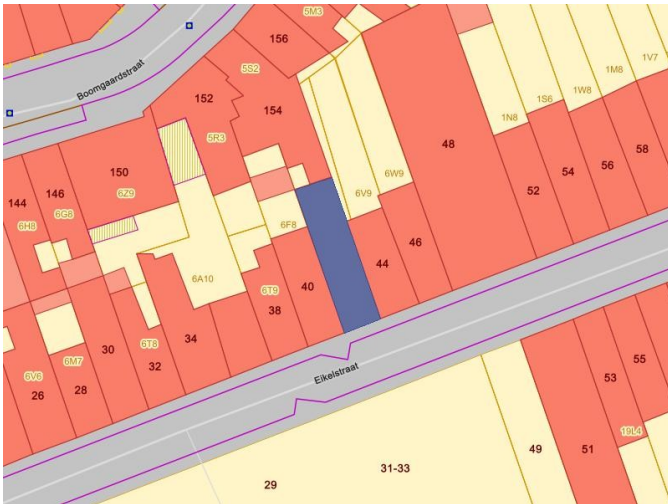 5M3
156
Boomgaardstraat
5S2
1V7
152
154
1M8
1W8
1S6
1N8
5R3
48
58
150
56
146
6Z9
54
6W9
52
144
6G8
6V9
6H8
6F8
46
44
6A10
40
6T9
38
34
30
6T8
6M7
32
6V6
28
26
Eikelstraat
55
53
19L4
49
51
31-33
29